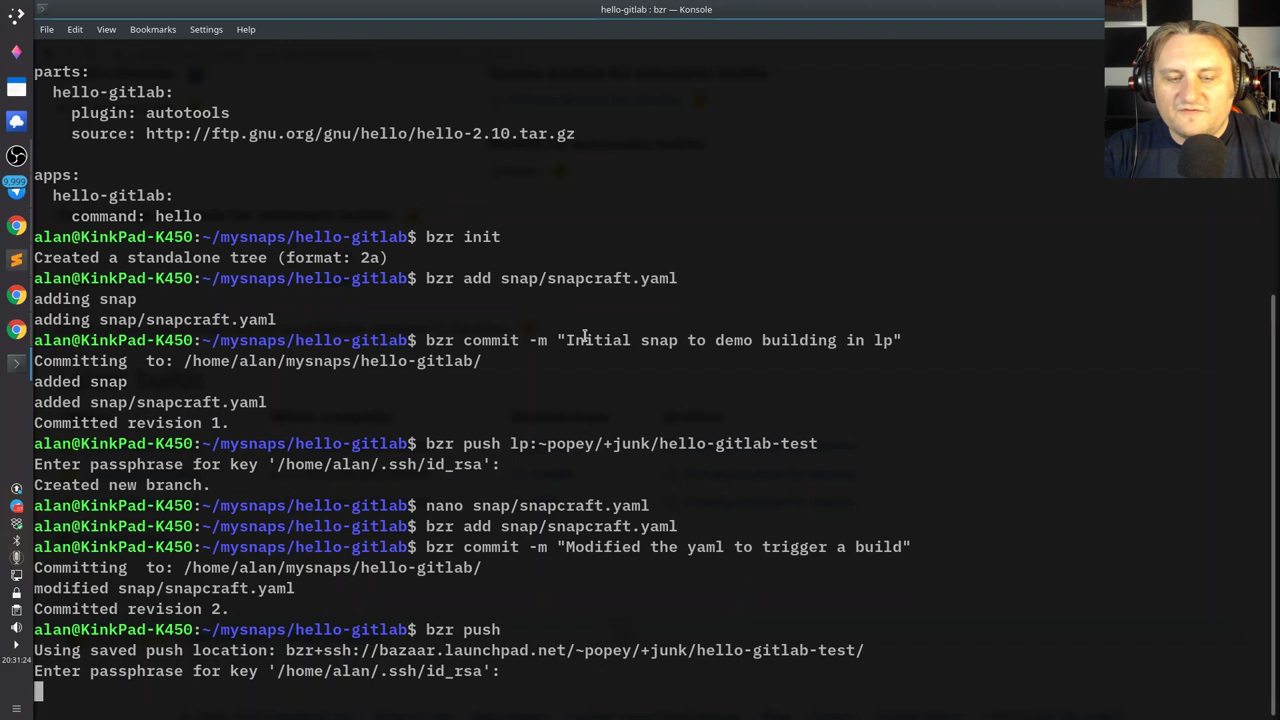 hello-gitlab : bzr — Konsole
File Edit View Bookmarks Settings Help
parts:
hello-gitlab:
plugin: autotools
source: http://ftp.gnu.org/gnu/hello/hello-2.10.tar.gz
apps:
hello-gitlab:
command: hello
alan@KinkPad-K450:~/mysnaps/hello-gitlab$ bzr init
Created a standalone tree (format: 2a)
alan@KinkPad-K450:~/mysnaps/hello-gitlab$ bzr add snap/snapcraft.yaml
adding snap
adding snap/snapcraft.yaml
alan@KinkPad-K450:~/mysnaps/hello-gitlab$ bzr commit -m "Initial snap to demo building in lp"
Committing to: /home/alan/mysnaps/hello-gitlab/
added snap
added snap/snapcraft.yaml
Committed revision 1.
alan@KinkPad-K450:~/mysnaps/hello-gitlab$ bzr push lp:~popey/+junk/hello-gitlab-test
Enter passphrase for key '/home/alan/.ssh/id_rsa':
Created new branch.
alan@KinkPad-K450:~/mysnaps/hello-gitlab$ nano snap/snapcraft.yaml
alan@KinkPad-K450:~/mysnaps/hello-gitlab$ bzr add snap/snapcraft.yaml
alan@KinkPad-K450:~/mysnaps/hello-gitlab$ bzr commit -m "Modified the yaml to trigger a build"
Committing to: /home/alan/mysnaps/hello-gitlab/
modified snap/snapcraft.yaml
Committed revision 2.
alan@KinkPad-K450:~/mysnaps/hello-gitlab$ bzr push
Using saved push location: bzr+ssh://bazaar.launchpad.net/~popey/+junk/hello-gitlab-test/
Enter passphrase for key '/home/alan/.ssh/id_rsa':
9,999
20:31:24